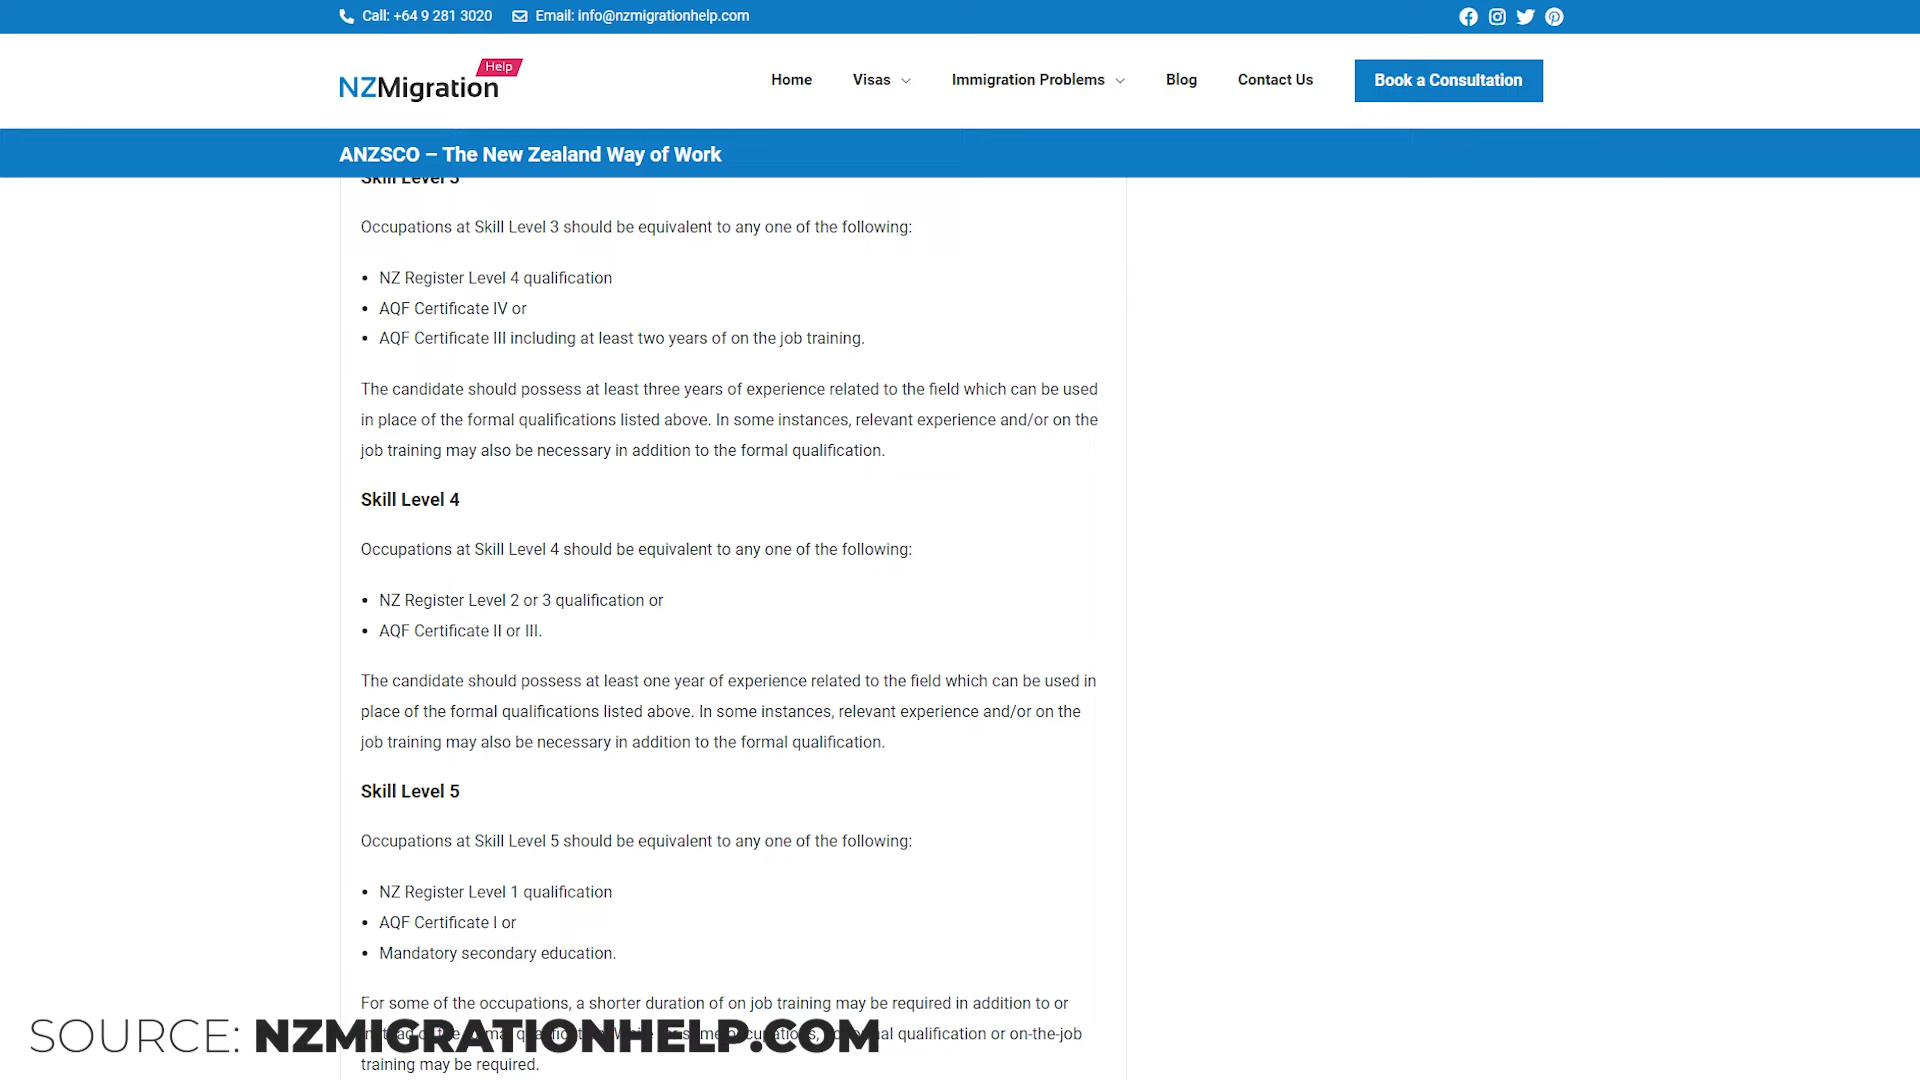 Call: +64 9 281 3020 Email: info@nzmigrationhelp.com
NZMigration Help
Home Visas Immigration Problems Blog Contact Us Book a Consultation
ANZSCO – The New Zealand Way of Work
Skill Level 3
Occupations at Skill Level 3 should be equivalent to any one of the following:
• NZ Register Level 4 qualification
• AQF Certificate IV or
• AQF Certificate III including at least two years of on the job training.
The candidate should possess at least three years of experience related to the field which can be used
in place of the formal qualifications listed above. In some instances, relevant experience and/or on the
job training may also be necessary in addition to the formal qualification.
Skill Level 4
Occupations at Skill Level 4 should be equivalent to any one of the following:
• NZ Register Level 2 or 3 qualification or
• AQF Certificate II or III.
The candidate should possess at least one year of experience related to the field which can be used in
place of the formal qualifications listed above. In some instances, relevant experience and/or on the
job training may also be necessary in addition to the formal qualification.
Skill Level 5
Occupations at Skill Level 5 should be equivalent to any one of the following:
• NZ Register Level 1 qualification
• AQF Certificate I or
• Mandatory secondary education.
For some of the occupations, a shorter duration of on job training may be required in addition to or
qualification or on-the-job
training may be required.
SOURCE: NZMIGRATIONHELP.COM